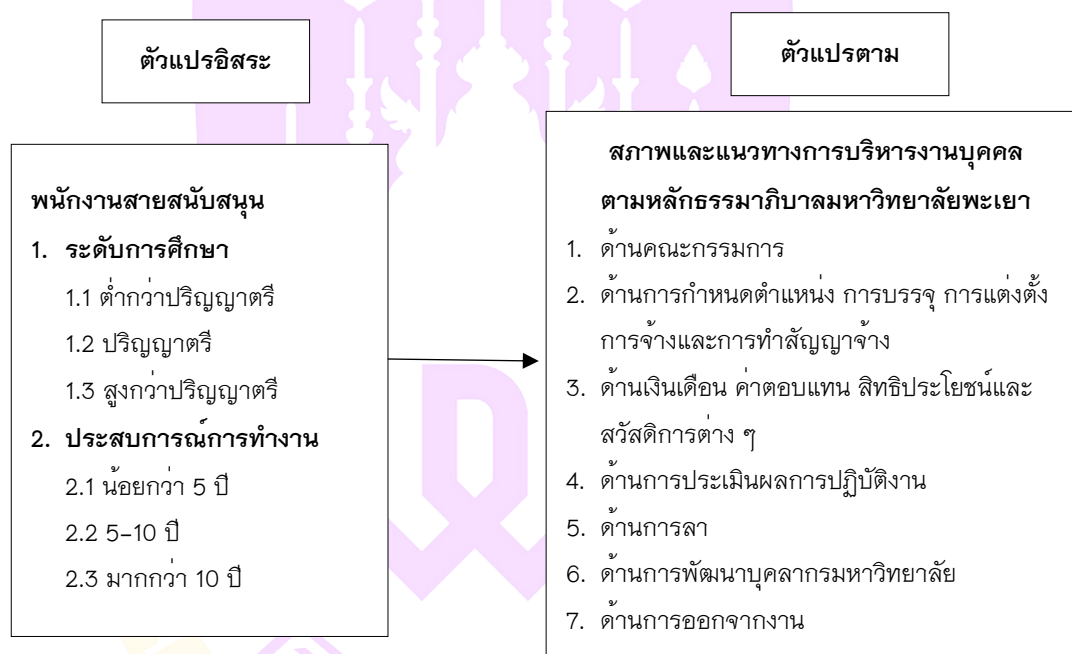 ตัวแปรอิสระ
ตัวแปรตาม
พนักงานสายสนับสนุน
1. ระดับการศึกษา
1.1 ต่ำกว่าปริญญาตรี
1.2 ปริญญาตรี
1.3 สูงกว่าปริญญาตรี
2. ประสบการณ์การทำงาน
2.1 น้อยกว่า 5 ปี
2.2 5–10 ปี
2.3 มากกว่า 10 ปี
สภาพและแนวทางการบริหารงานบุคคล
ตามหลักธรรมาภิบาลมหาวิทยาลัยพะเยา
1. ด้านคณะกรรมการ
2. ด้านการกำหนดตำแหน่ง การบรรจุ การแต่งตั้ง
การจ้างและการทำสัญญาจ้าง
3. ด้านเงินเดือน ค่าตอบแทน สิทธิประโยชน์และ
สวัสดิการต่าง ๆ
4. ด้านการประเมินผลการปฏิบัติงาน
5. ด้านการลา
6. ด้านการพัฒนาบุคลากรมหาวิทยาลัย
7. ด้านการออกจากงาน